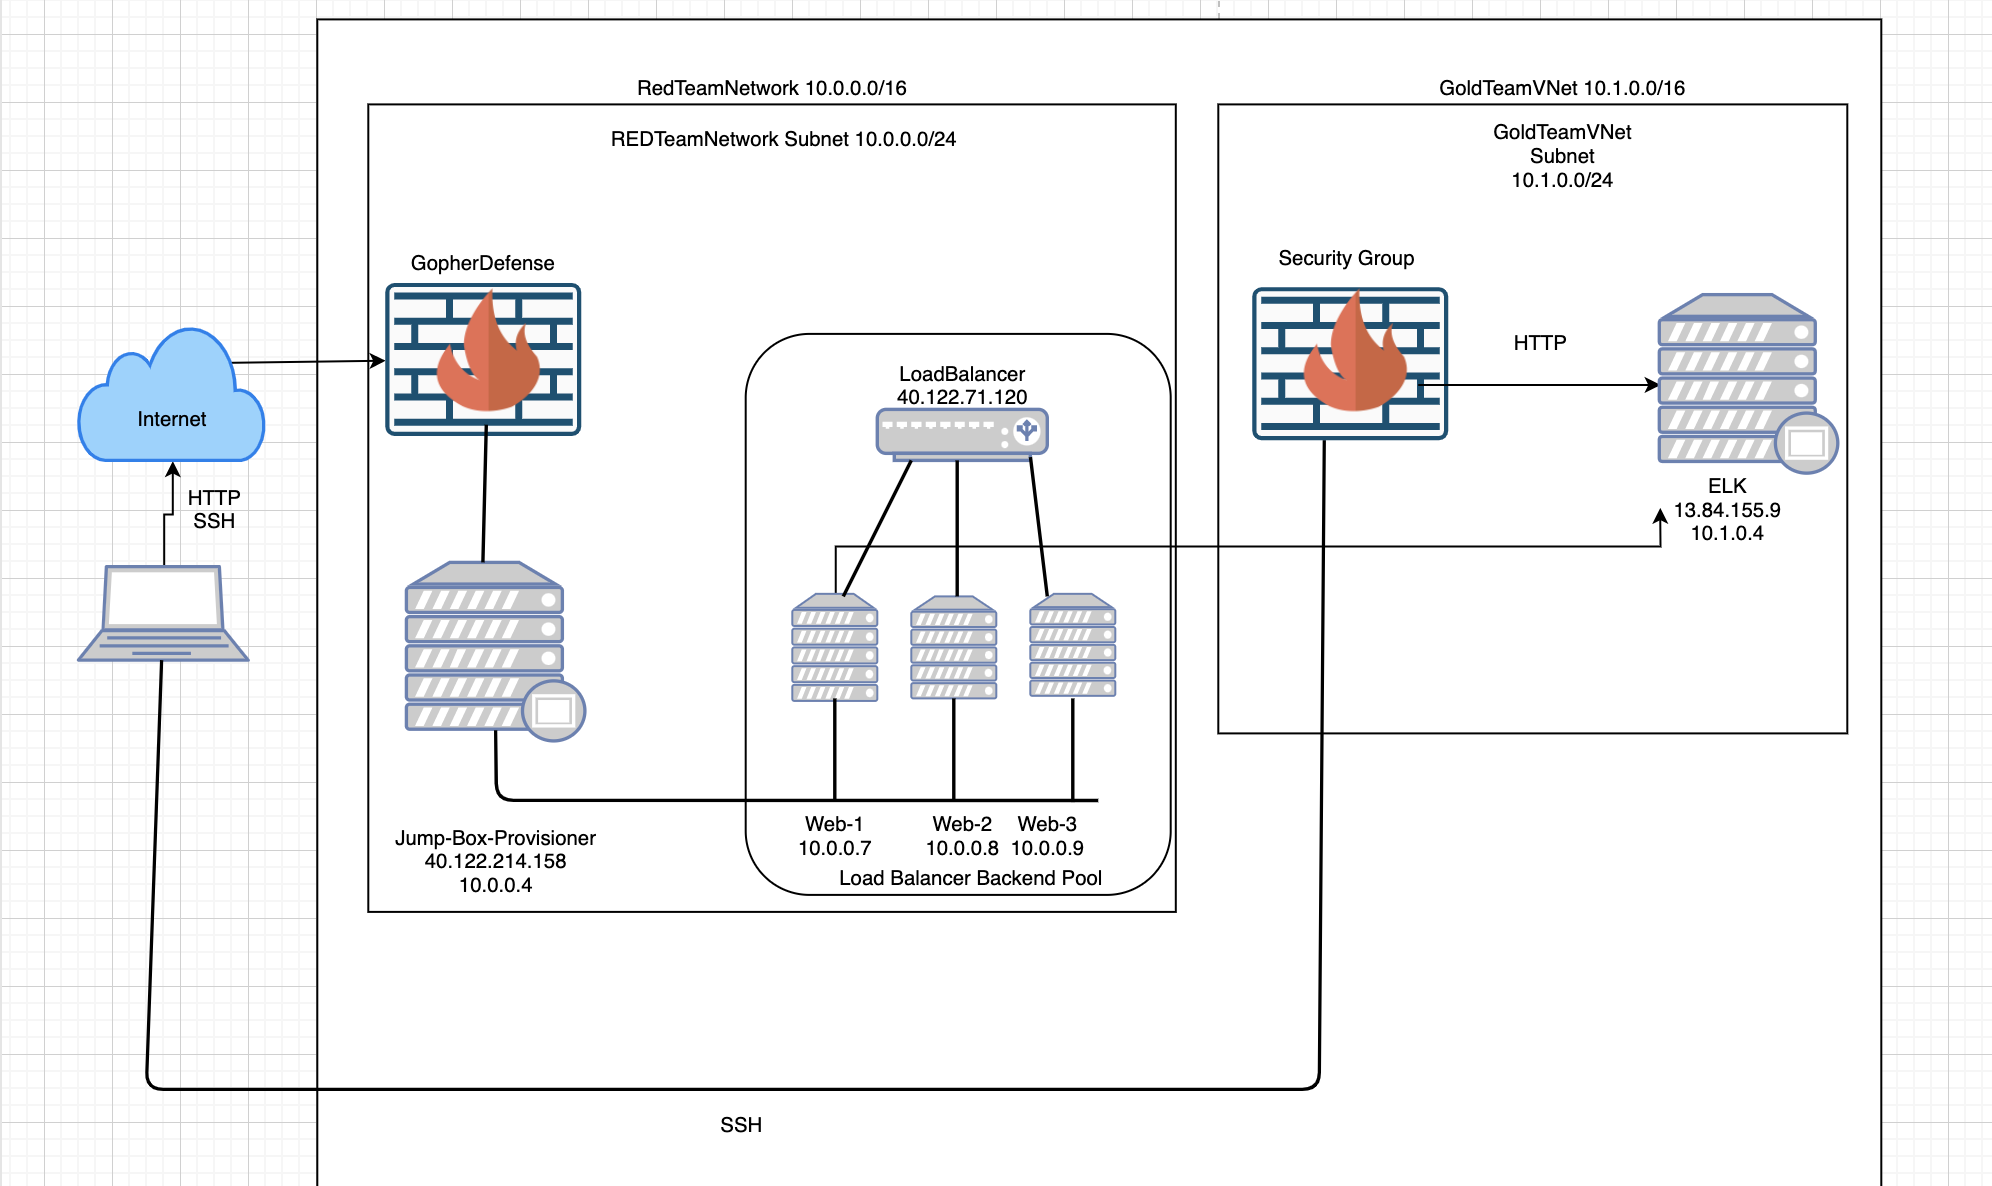 RedTeamNetwork 10.0.0.0/16
REDTeamNetwork Subnet 10.0.0.0/24
GoldTeamVNet 10.1.0.0/16
GoldTeamVNet
Subnet
10.1.0.0/24
GopherDefense
Security Group
HTTP
Internet
HTTP
SSH
LoadBalancer
40.122.71.120
ELK
13.84.155.9
10.1.0.4
Jump-Box-Provisioner
40.122.214.158
10.0.0.4
Web-1
10.0.0.7
Web-2
10.0.0.8
Web-3
10.0.0.9
Load Balancer Backend Pool
SSH